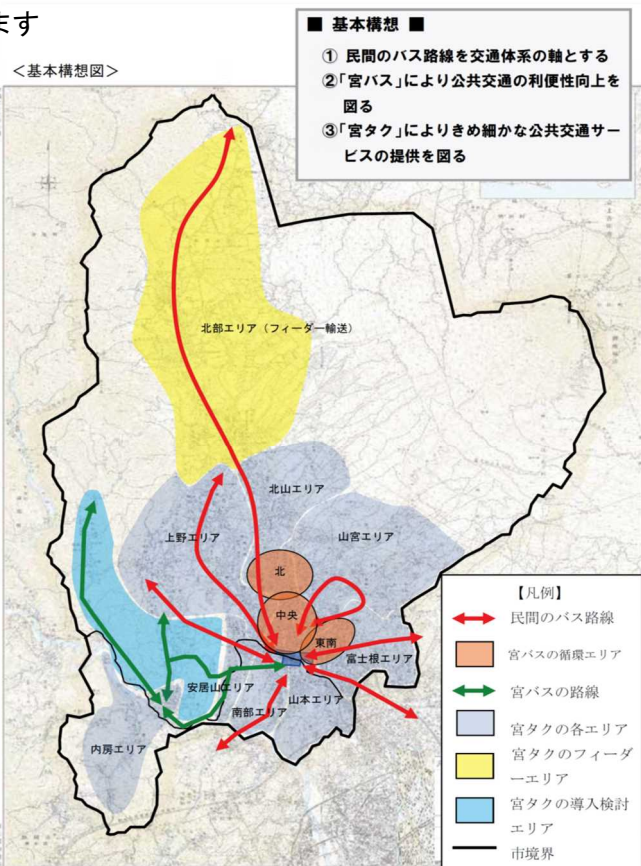 ます
■ 基本構想 ■
① 民間のバス路線を交通体系の軸とする
②「宮バス」により公共交通の利便性向上を
図る
③「宮タク」によりきめ細かな公共交通サー
ビスの提供を図る
＜基本構想図＞
北部エリア（フィーダー輸送）
北山エリア
上野エリア
山宮エリア
北
中央
東南
富士根エリア
安居山エリア
山本エリア
南部エリア
内房エリア
【凡例】
民間のバス路線
宮バスの循環エリア
宮バスの路線
宮タクの各エリア
宮タクのフィーダ
ーエリア
宮タクの導入検討
エリア
市境界